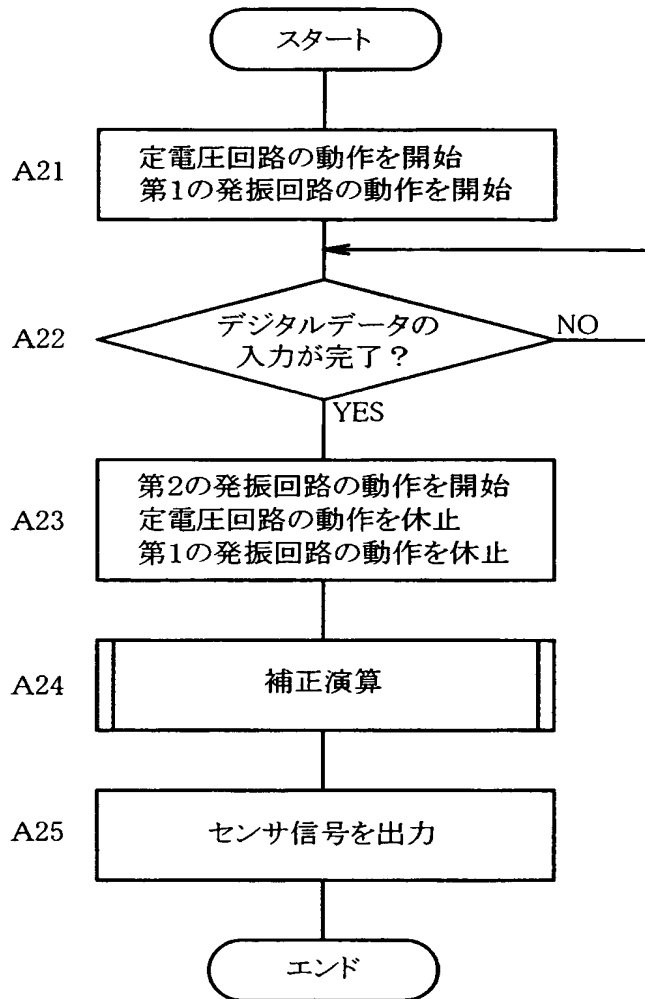 スタート
A21
定電圧回路の動作を開始
第1の発振回路の動作を開始
A22
デジタルデータの
入力が完了?
NO
YES
A23
第2の発振回路の動作を開始
定電圧回路の動作を休止
第1の発振回路の動作を休止
A24
補正演算
A25
センサ信号を出力
エンド